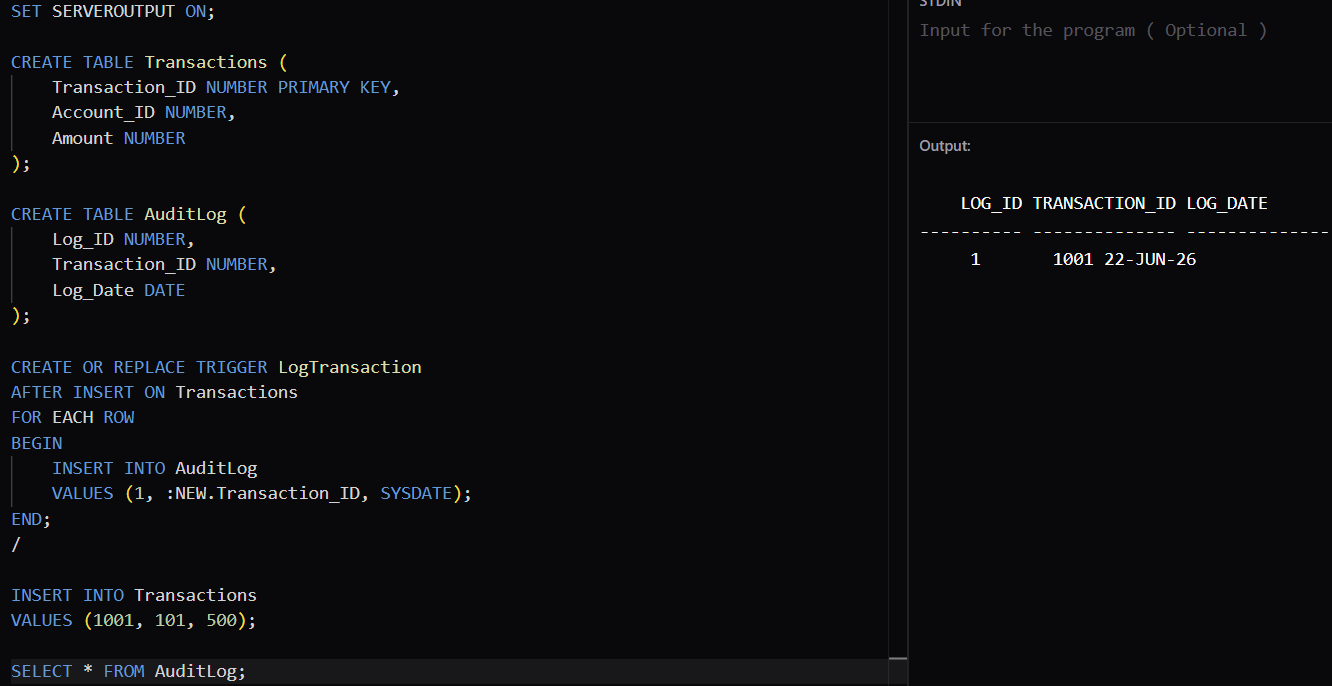 SET SERVEROUTPUT ON;
CREATE TABLE Transactions (
    Transaction_ID NUMBER PRIMARY KEY,
    Account_ID NUMBER,
    Amount NUMBER
);
CREATE TABLE AuditLog (
    Log_ID NUMBER,
    Transaction_ID NUMBER,
    Log_Date DATE
);
CREATE OR REPLACE TRIGGER LogTransaction
AFTER INSERT ON Transactions
FOR EACH ROW
BEGIN
    INSERT INTO AuditLog
    VALUES (1, :NEW.Transaction_ID, SYSDATE);
END;
/
INSERT INTO Transactions
VALUES (1001, 101, 500);
SELECT * FROM AuditLog;
STDIN
Input for the program ( Optional )
Output:
    LOG_ID TRANSACTION_ID LOG_DATE
---------- -------------- --------------
     1       1001 22-JUN-26